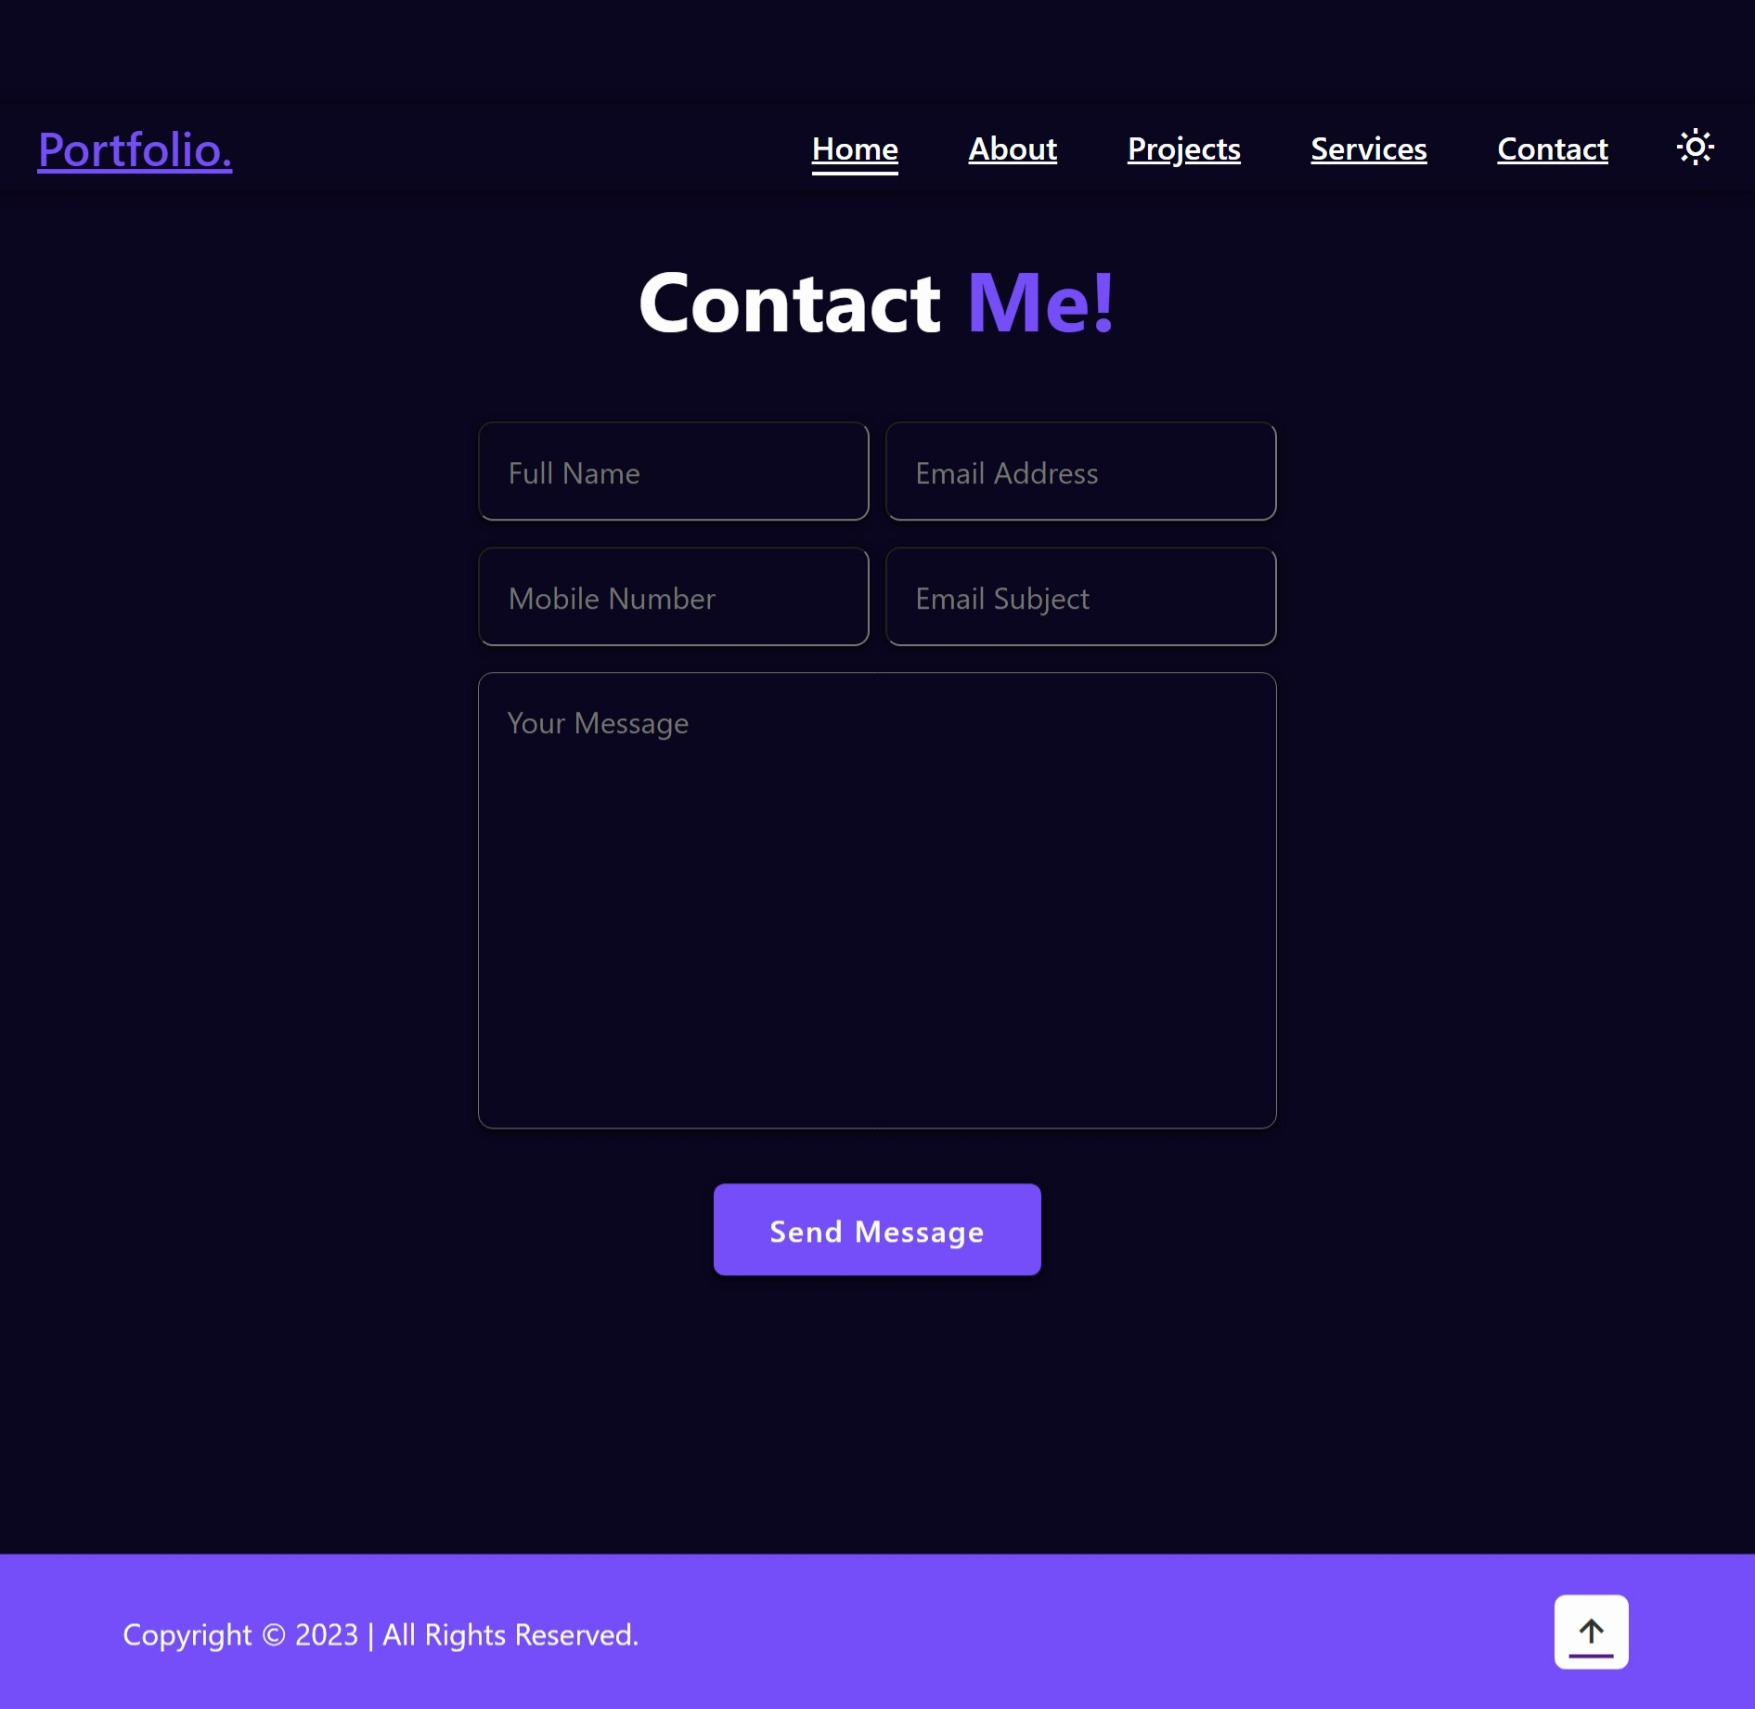 Portfolio. Home About Projects Services Contact
Contact Me!
Full Name Email Address
Mobile Number Email Subject
Your Message
Send Message
Copyright © 2023 | All Rights Reserved.